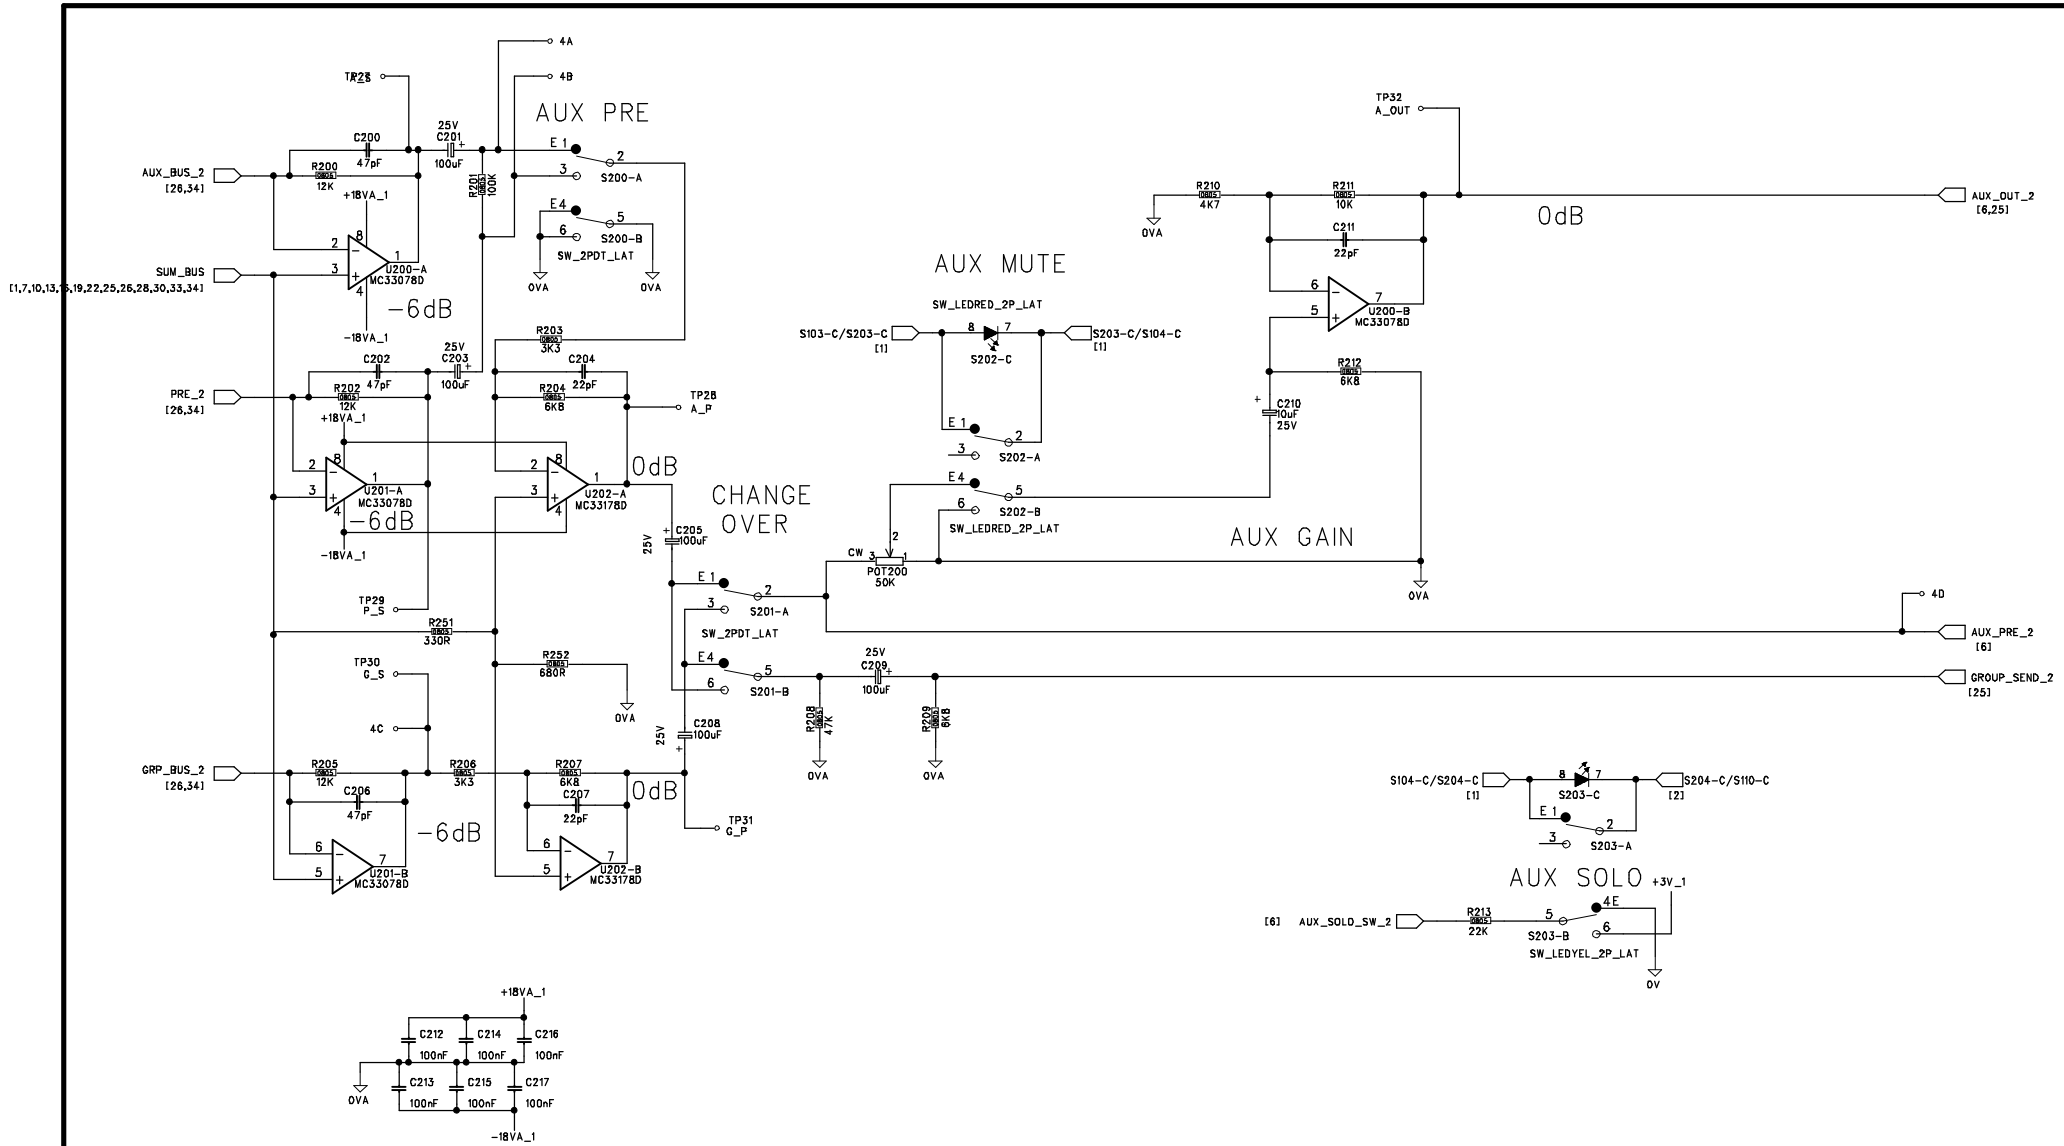 4A
TP27
A_S
4B
AUX PRE
TP32
A_OUT
25V
C200
C201
47pF
100uF
E 1
2
3
S200-A
AUX_BUS_2
[26,34]
R200
12K
R201
100K
+18VA_1
8
2
1
3
4
U200-A
MC33078D
SUM_BUS
-6dB
-18VA_1
E4
5
6
S200-B
SW_2PDT_LAT
0VA
0VA
R210
4K7
0VA
R211
10K
0dB
AUX_OUT_2
[6,25]
C211
22pF
6
7
5
U200-B
MC33078D
AUX MUTE
SW_LEDRED_2P_LAT
S103-C/S203-C
[1]
8
7
S202-C
S203-C/S104-C
[1]
R203
3K3
25V
C202
C203
47pF
100uF
C204
22pF
R204
6K8
TP28
A_P
R212
6K8
C210
10uF
25V
PRE_2
[26,34]
R202
12K
+18VA_1
8
2
1
3
4
U201-A
MC33078D
-6dB
-18VA_1
8
2
1
3
4
U202-A
MC33178D
0dB
E 1
2
3
S202-A
E4
5
6
S202-B
SW_LEDRED_2P_LAT
CHANGE
OVER
AUX GAIN
C205
100uF
25V
2
CW
3
1
POT200
50K
0VA
TP29
P_S
E 1
2
3
S201-A
SW_2PDT_LAT
4D
R251
330R
AUX_PRE_2
[6]
TP30
G_S
R252
680R
0VA
E4
5
6
S201-B
25V
C209
100uF
GROUP_SEND_2
[25]
4C
R208
47K
0VA
R209
6K8
0VA
25V
C208
100uF
GRP_BUS_2
[26,34]
R205
12K
C206
47pF
R206
3K3
R207
6K8
C207
22pF
0dB
TP31
G_P
-6dB
6
7
5
U201-B
MC33078D
6
7
5
U202-B
MC33178D
S104-C/S204-C
[1]
8
7
S203-C
S204-C/S110-C
[2]
E 1
2
3
S203-A
AUX SOLO
+3V_1
[6]
AUX_SOLO_SW_2
R213
22K
5
4E
6
S203-B
SW_LEDYEL_2P_LAT
0V
+18VA_1
C212
C214
C216
100nF
100nF
100nF
C213
C215
C217
0VA
100nF
100nF
100nF
-18VA_1